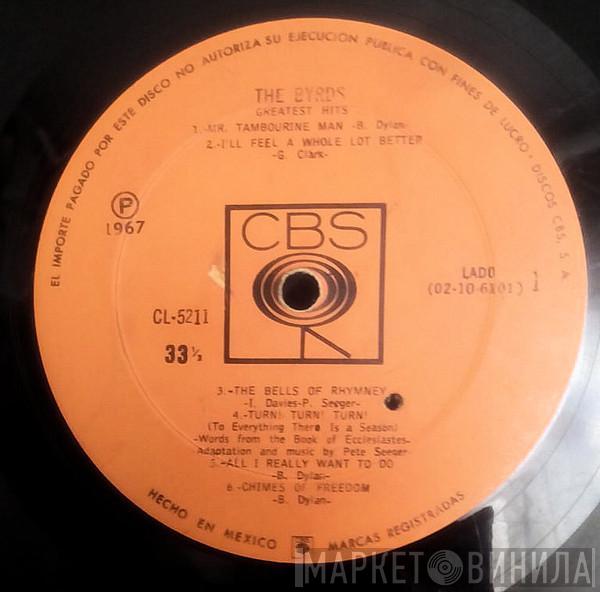 EL IMPORTE PAGADO POR ESTE DISCO NO AUTORIZA SU EJECUCION PUBLICA CON FINES DE LUCRO · DISCOS CBS, S. A.
THE BYRDS
GREATEST HITS
1.-MR. TAMBOURINE MAN -B. Dylan-
2.-I'LL FEEL A WHOLE LOT BETTER
-G. Clark-
P
1967
CBS
LADO
(02-10-6101) 1
CL-5211
33 ⅓
3.-THE BELLS OF RHYMNEY
-I. Davies-P. Seeger-
4.-TURN! TURN! TURN!
(To Everything There Is a Season)
-Words from the Book of Ecclesiastes-
Adaptation and music by Pete Seeger-
5.-ALL I REALLY WANT TO DO
-B. Dylan-
6.-CHIMES OF FREEDOM
-B. Dylan-
HECHO EN MEXICO MARCAS REGISTRADAS
МАРКЕТ ВИНИЛА